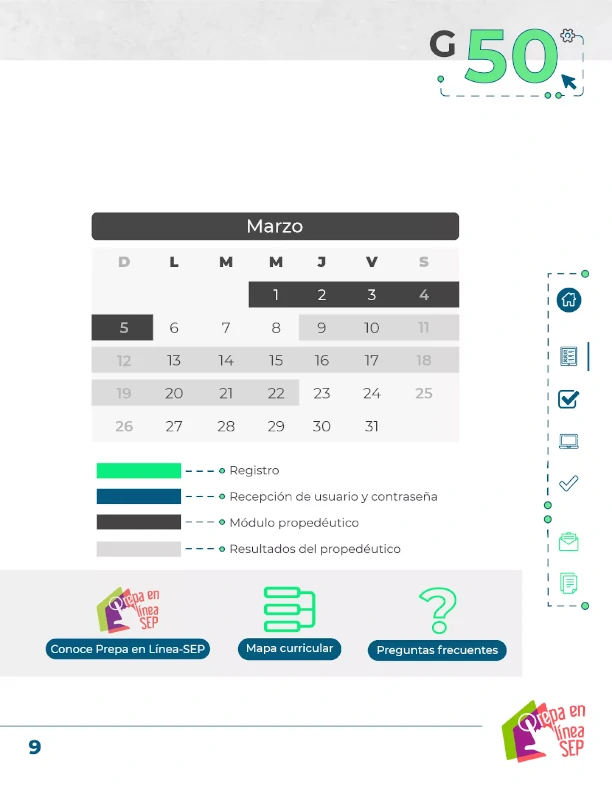 G 50
Marzo
D L M M J V S
1 2 3 4
5 6 7 8 9 10 11
12 13 14 15 16 17 18
19 20 21 22 23 24 25
26 27 28 29 30 31
Registro
Recepción de usuario y contraseña
Módulo propedéutico
Resultados del propedéutico
Prepa en
línea
SEP
Conoce Prepa en Línea-SEP
Mapa curricular
?
Preguntas frecuentes
9
Prepa en
línea
SEP